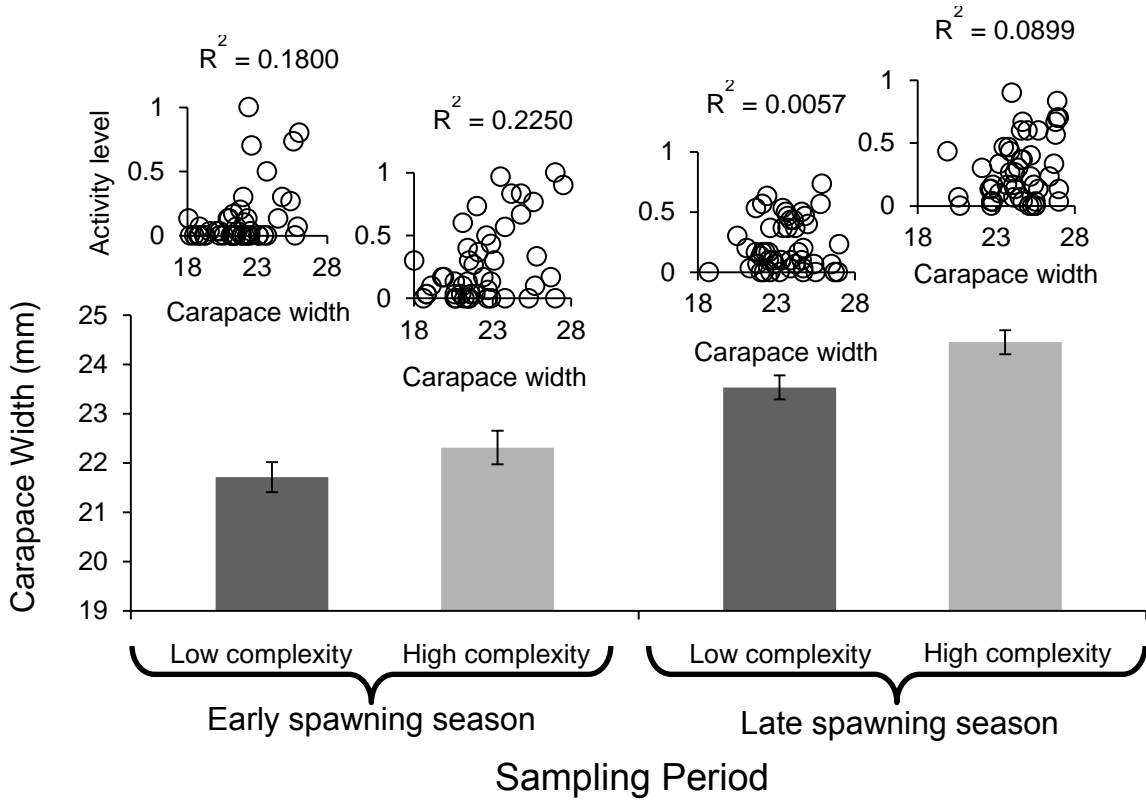 R² = 0.1800
R² = 0.2250
R² = 0.0057
R² = 0.0899
Activity level
1
0.5
0
18 23 28
Carapace width
1
0.5
0
18 23 28
Carapace width
1
0.5
0
18 23 28
Carapace width
1
0.5
0
18 23 28
Carapace width
Carapace Width (mm)
25
24
23
22
21
20
19
Low complexity High complexity Low complexity High complexity
Early spawning season Late spawning season
Sampling Period